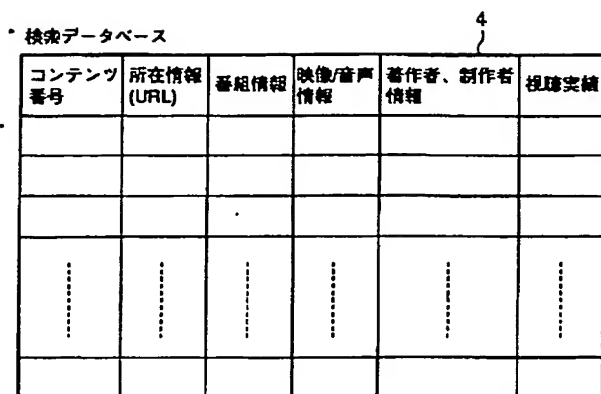 4
検索データベース
コンテンツ番号
所在情報
(URL)
番組情報
映像/音声
情報
著作者、制作者
情報
視聴実績